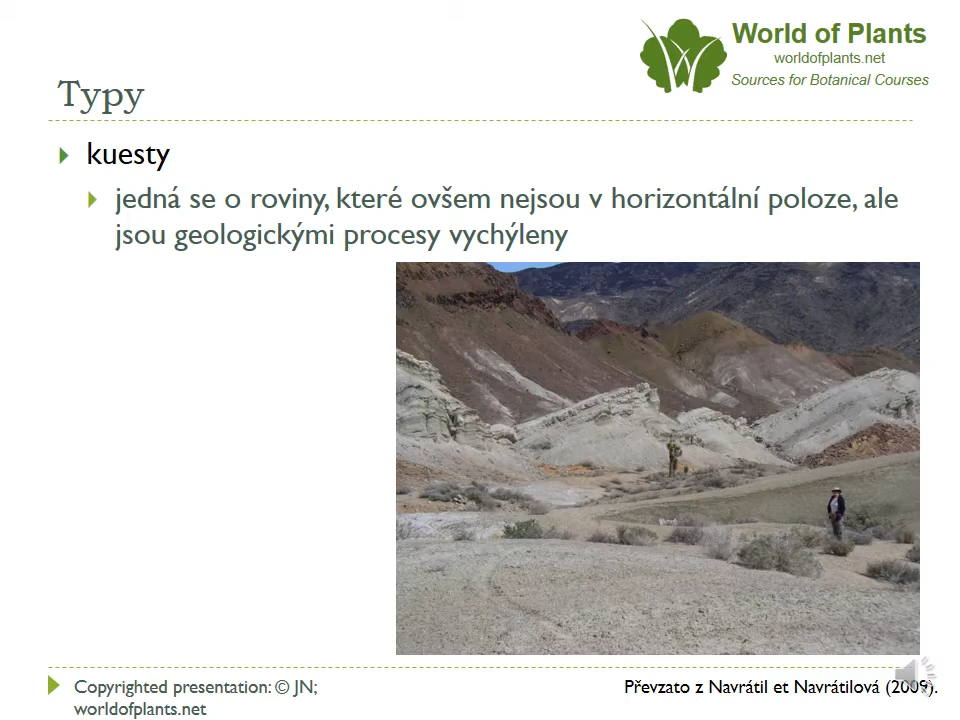 World of Plants
worldofplants.net
Sources for Botanical Courses
Typy
kuesty
jedná se o roviny, které ovšem nejsou v horizontální poloze, ale
jsou geologickými procesy vychýleny
Copyrighted presentation: © JN;
worldofplants.net
Převzato z Navrátil et Navrátilová (2009).